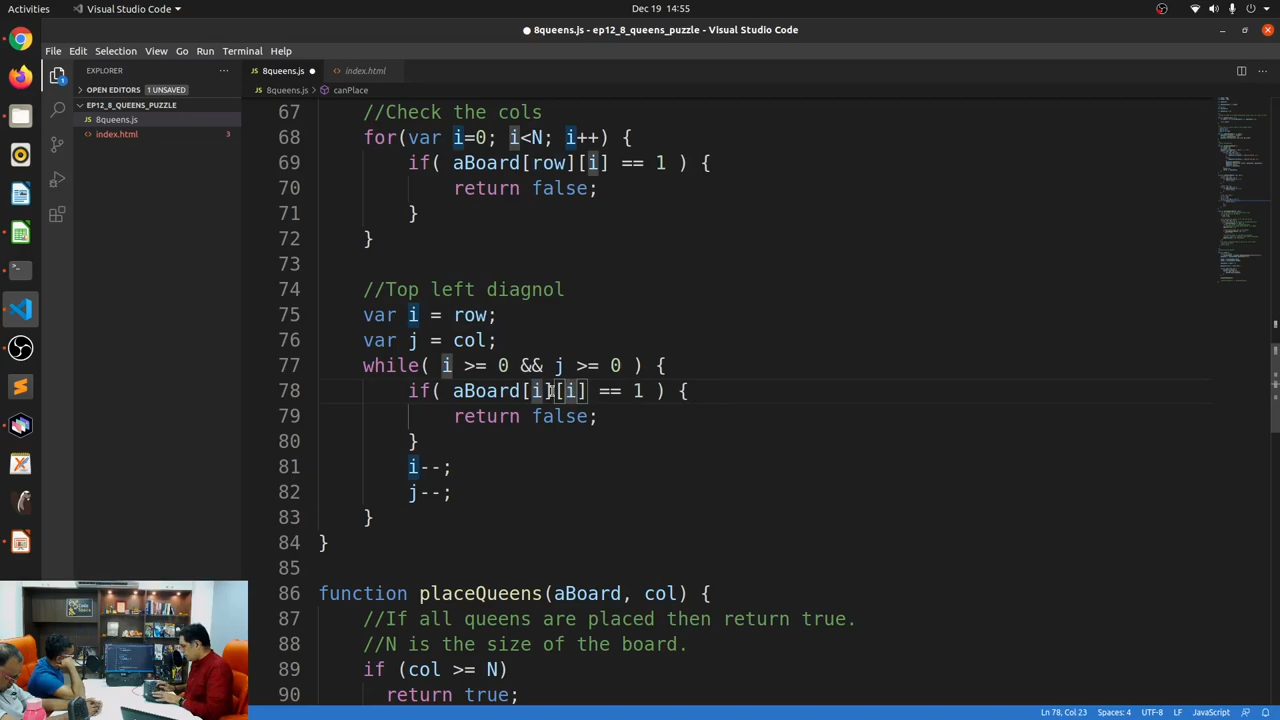 Activities
Visual Studio Code
Dec 19 14:55
8queens.js - ep12_8_queens_puzzle - Visual Studio Code
File Edit Selection View Go Run Terminal Help
EXPLORER
8queens.js
index.html
OPEN EDITORS 1 UNSAVED
8queens.js > canPlace
EP12_8_QUEENS_PUZZLE
8queens.js
index.html 3
67 //Check the cols
68 for(var i=0; i<N; i++) {
69 if( aBoard[row][i] == 1 ) {
70 return false;
71 }
72 }
73
74 //Top left diagnol
75 var i = row;
76 var j = col;
77 while( i >= 0 && j >= 0 ) {
78 if( aBoard[i][i] == 1 ) {
79 return false;
80 }
81 i--;
82 j--;
83 }
84 }
85
86 function placeQueens(aBoard, col) {
87 //If all queens are placed then return true.
88 //N is the size of the board.
89 if (col >= N)
90 return true;
Ln 78, Col 23 Spaces: 4 UTF-8 LF JavaScript